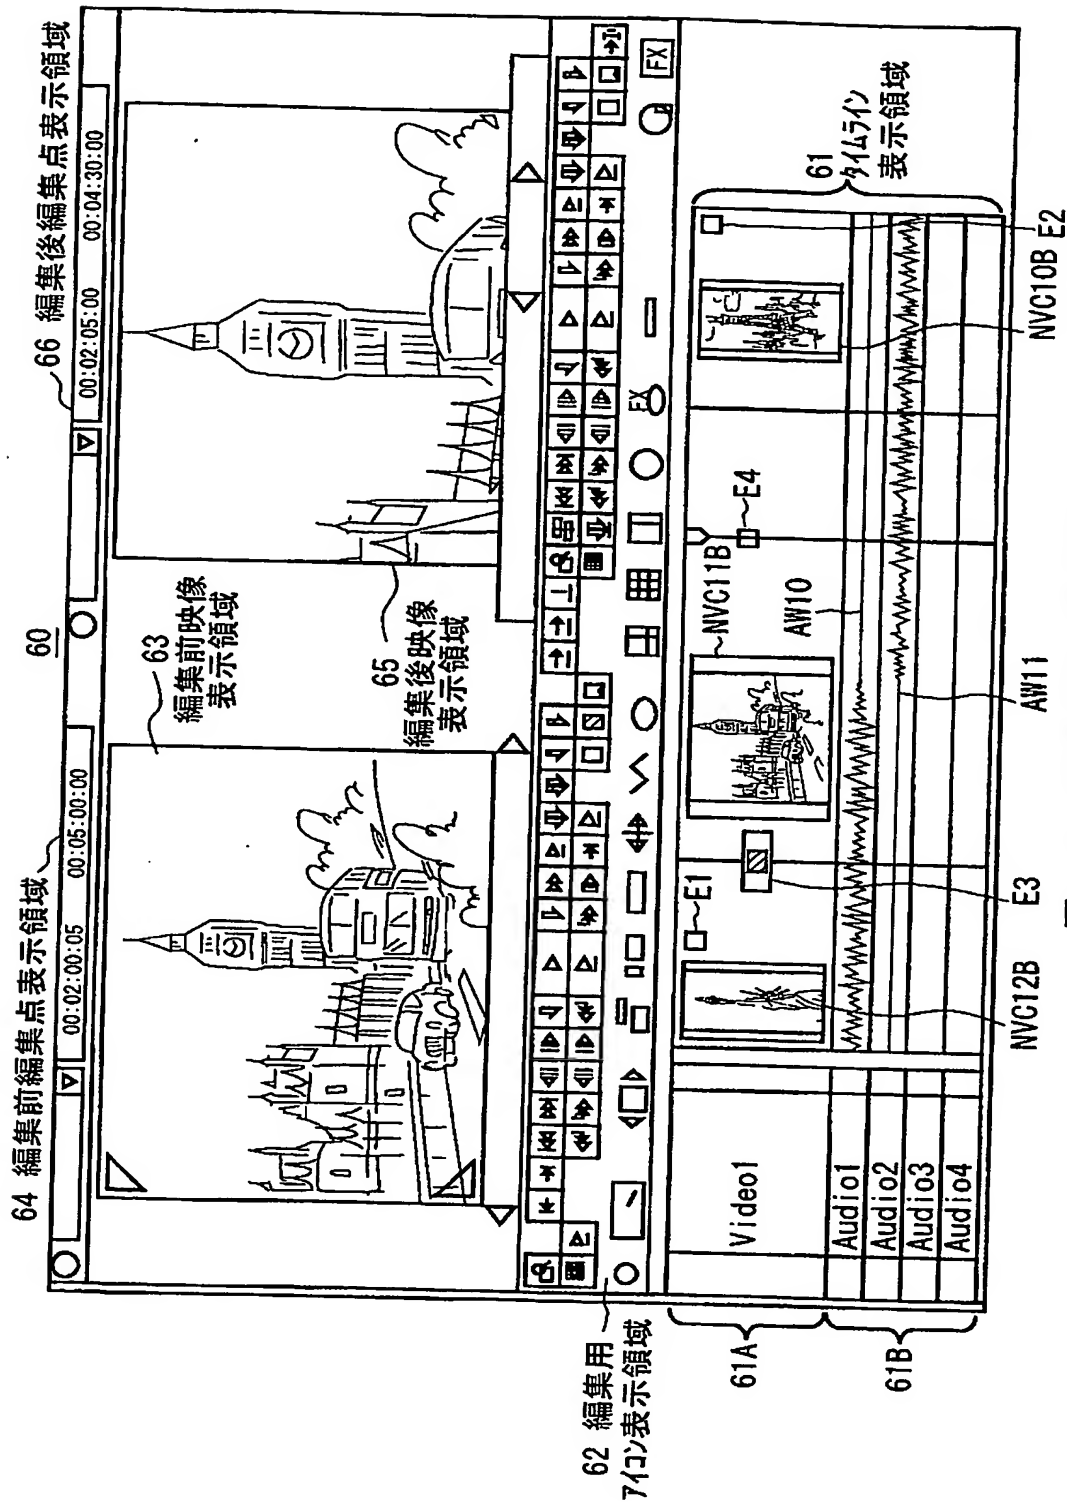 60
64 編集前編集点表示領域
66 編集後編集点表示領域
00:02:00:05 00:05:00:00
00:02:05:00 00:04:30:00
63
編集前映像
表示領域
65
編集後映像
表示領域
62 編集用
アイコン表示領域
FX
FX
61
タイムライン
表示領域
61A
61B
Video1
Audio1
Audio2
Audio3
Audio4
E1
NVC11B
E4
AW10
NVC12B
E3
AW11
NVC10B
E2